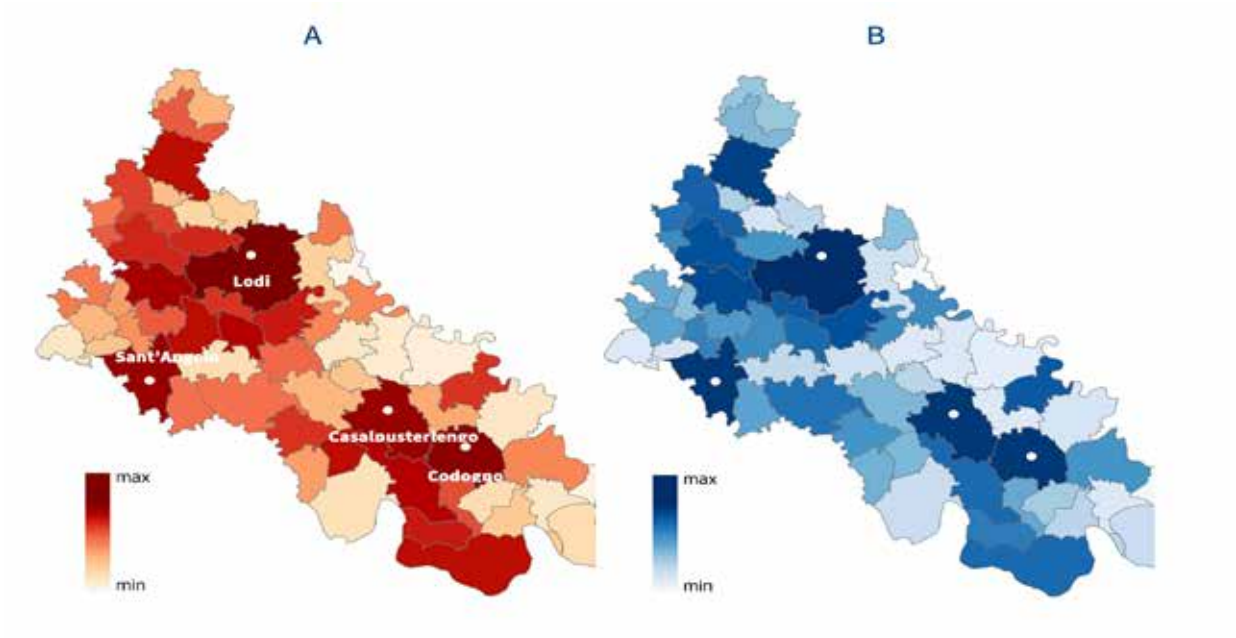 A
B
Lodi
Sant'Angelo
Casalpusterlengo
Codogno
max
min
max
min